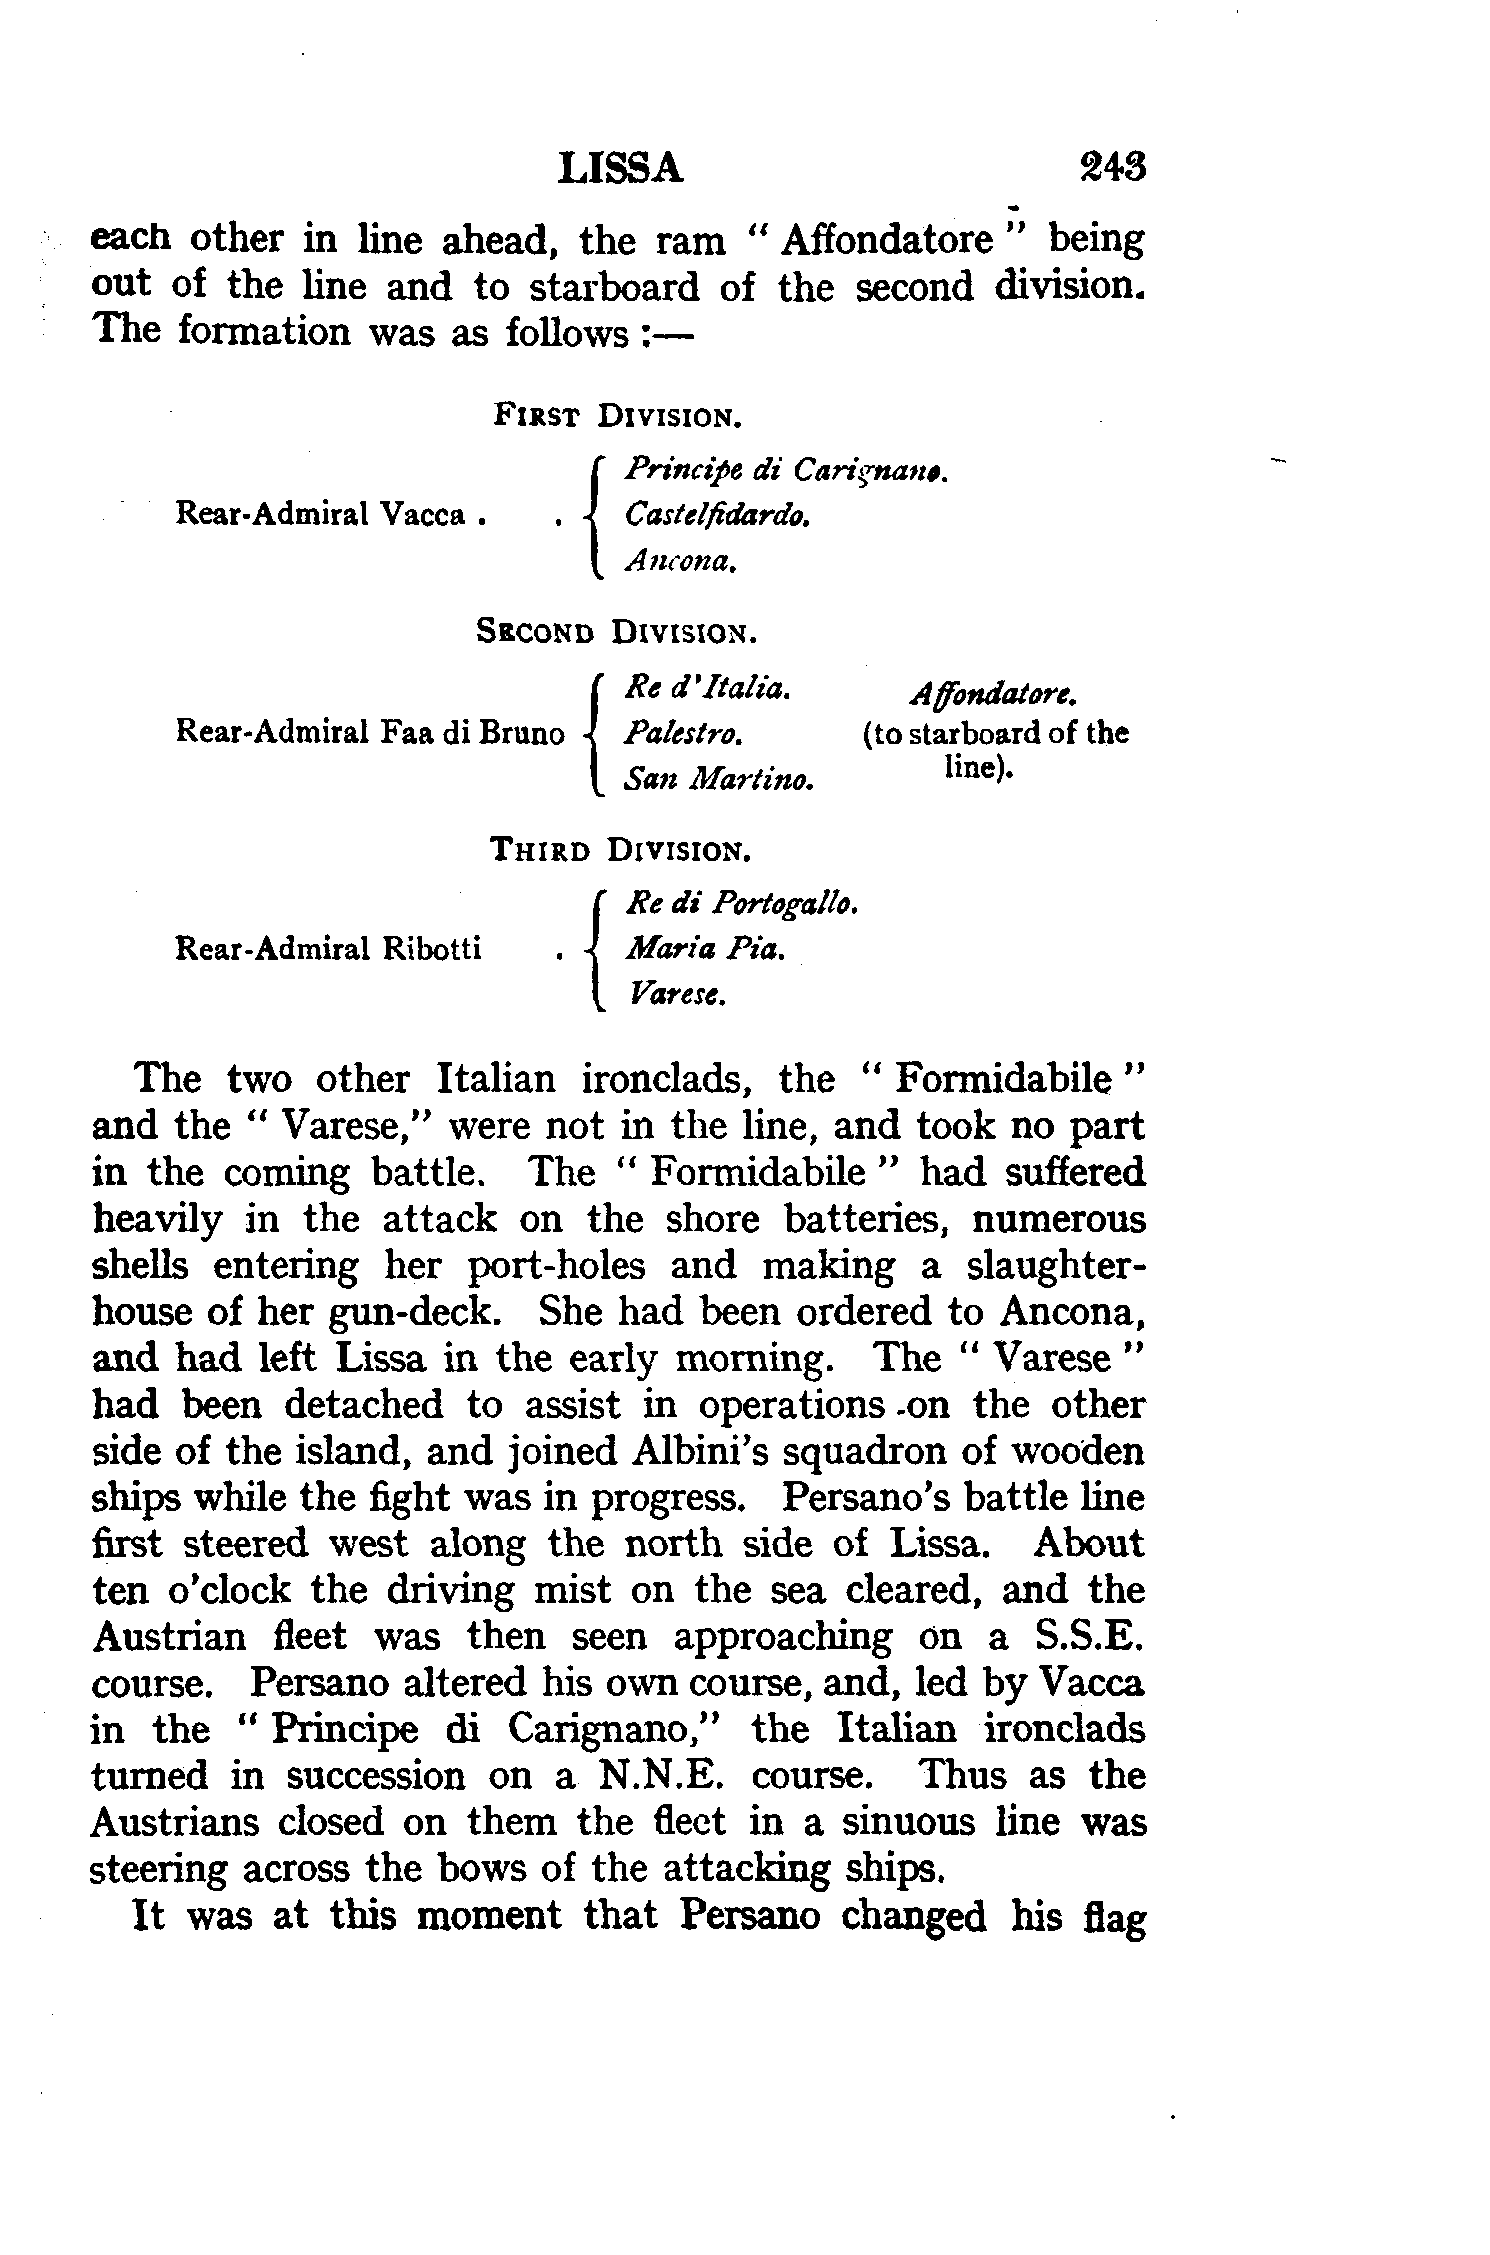 LISSA 243
each other in line ahead, the ram “ Affondatore ” being
out of the line and to starboard of the second division.
The formation was as follows :—
FIRST DIVISION.
Principe di Carignano.
Rear-Admiral Vacca . . { Castelfidardo.
Ancona.
SECOND DIVISION.
Re d'Italia. Affondatore.
Rear-Admiral Faa di Bruno { Palestro. (to starboard of the
San Martino. line).
THIRD DIVISION.
Re di Portogallo.
Rear-Admiral Ribotti . { Maria Pia.
Varese.
The two other Italian ironclads, the “ Formidabile ”
and the “ Varese,” were not in the line, and took no part
in the coming battle. The “ Formidabile ” had suffered
heavily in the attack on the shore batteries, numerous
shells entering her port-holes and making a slaughter-
house of her gun-deck. She had been ordered to Ancona,
and had left Lissa in the early morning. The “ Varese ”
had been detached to assist in operations on the other
side of the island, and joined Albini's squadron of wooden
ships while the fight was in progress. Persano's battle line
first steered west along the north side of Lissa. About
ten o'clock the driving mist on the sea cleared, and the
Austrian fleet was then seen approaching on a S.S.E.
course. Persano altered his own course, and, led by Vacca
in the “ Principe di Carignano,” the Italian ironclads
turned in succession on a N.N.E. course. Thus as the
Austrians closed on them the fleet in a sinuous line was
steering across the bows of the attacking ships.
It was at this moment that Persano changed his flag